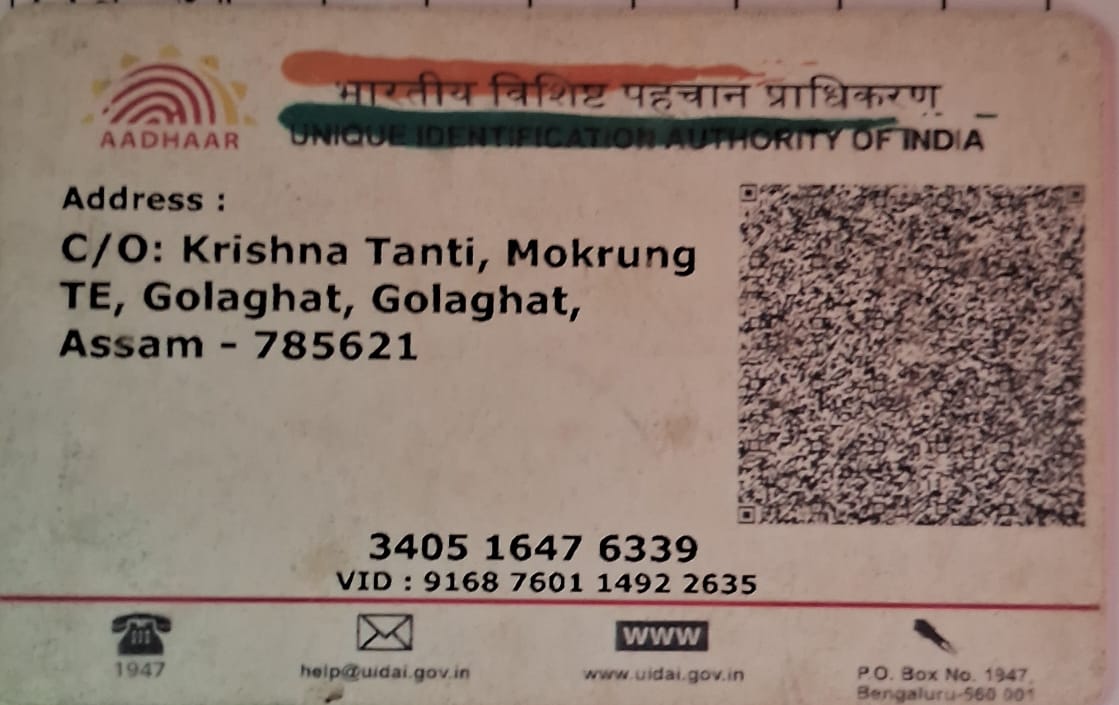 भारतीय विशिष्ट पहचान प्राधिकरण
AADHAAR
UNIQUE IDENTIFICATION AUTHORITY OF INDIA
Address :
C/O: Krishna Tanti, Mokrung
TE, Golaghat, Golaghat,
Assam - 785621
3405 1647 6339
VID : 9168 7601 1492 2635
1947
help@uidai.gov.in
WWW
www.uidai.gov.in
P.O. Box No. 1947,
Bengaluru-560 001